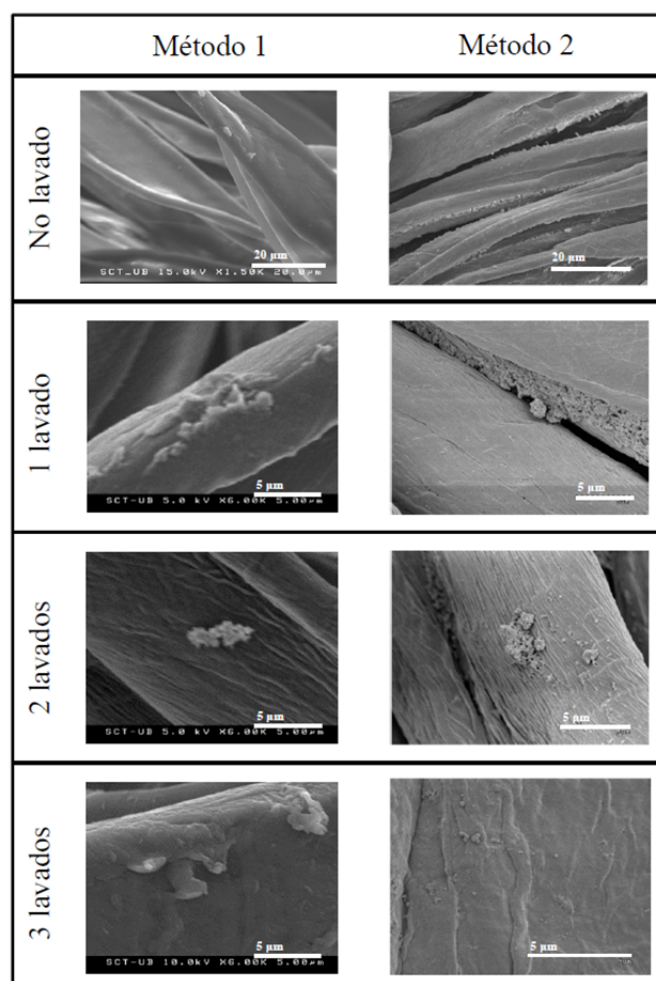 Método 1
Método 2
No lavado
20 µm
SCT_UB 15.0kV X1.50K 20.0µm
20 µm
1 lavado
5 µm
SCT-UB 5.0 kV X6.00K 5.00µm
5 µm
2 lavados
5 µm
SCT-UB 5.0 kV X6.00K 5.00µm
5 µm
3 lavados
5 µm
SCT-UB 10.0kV X6.00K 5.00µm
5 µm